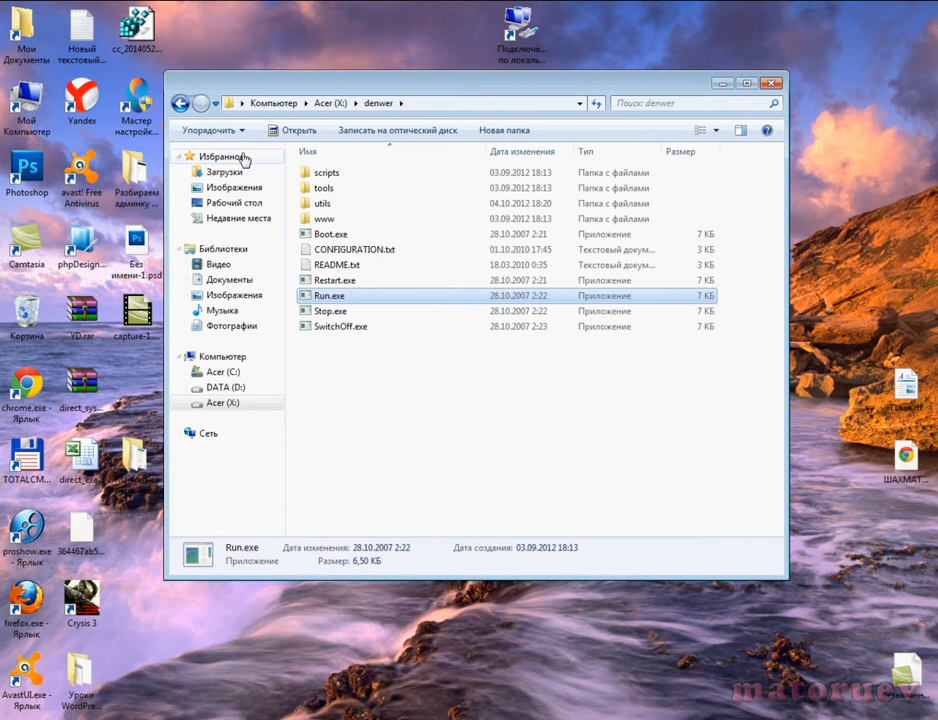 Мои
Документы
Новый
текстовый...
cc_2014052...
Подключе...
по локаль...
Мой
Компьютер
Yandex
Мастер
настройк...
Photoshop
avast! Free
Antivirus
Разбираем
админку ...
Camtasia
phpDesign...
Без
имени-1.psd
Корзина
YD.rar
capture-1....
chrome.exe -
Ярлык
direct_sys...
TOTALCM...
direct_exa...
proshow.exe
- Ярлык
364467ab5...
firefox.exe -
Ярлык
Crysis 3
AvastUI.exe -
Ярлык
Уроки
WordPre...
Компьютер
Acer (X:)
denwer
Поиск: denwer
Упорядочить
Открыть
Записать на оптический диск
Новая папка
Избранное
Загрузки
Изображения
Рабочий стол
Недавние места
Библиотеки
Видео
Документы
Изображения
Музыка
Фотографии
Компьютер
Acer (C:)
DATA (D:)
Acer (X:)
Сеть
Имя Дата изменения Тип Размер
scripts 03.09.2012 18:13 Папка с файлами
tools 03.09.2012 18:13 Папка с файлами
utils 04.10.2012 18:20 Папка с файлами
www 03.09.2012 18:13 Папка с файлами
Boot.exe 28.10.2007 2:21 Приложение 7 КБ
CONFIGURATION.txt 01.10.2010 17:45 Текстовый докум... 3 КБ
README.txt 18.03.2010 0:35 Текстовый докум... 3 КБ
Restart.exe 28.10.2007 2:21 Приложение 7 КБ
Run.exe 28.10.2007 2:22 Приложение 7 КБ
Stop.exe 28.10.2007 2:22 Приложение 7 КБ
SwitchOff.exe 28.10.2007 2:23 Приложение 7 КБ
Run.exe Дата изменения: 28.10.2007 2:22 Дата создания: 03.09.2012 18:13
Приложение Размер: 6,50 КБ
ШАХМАТ...
matoruev